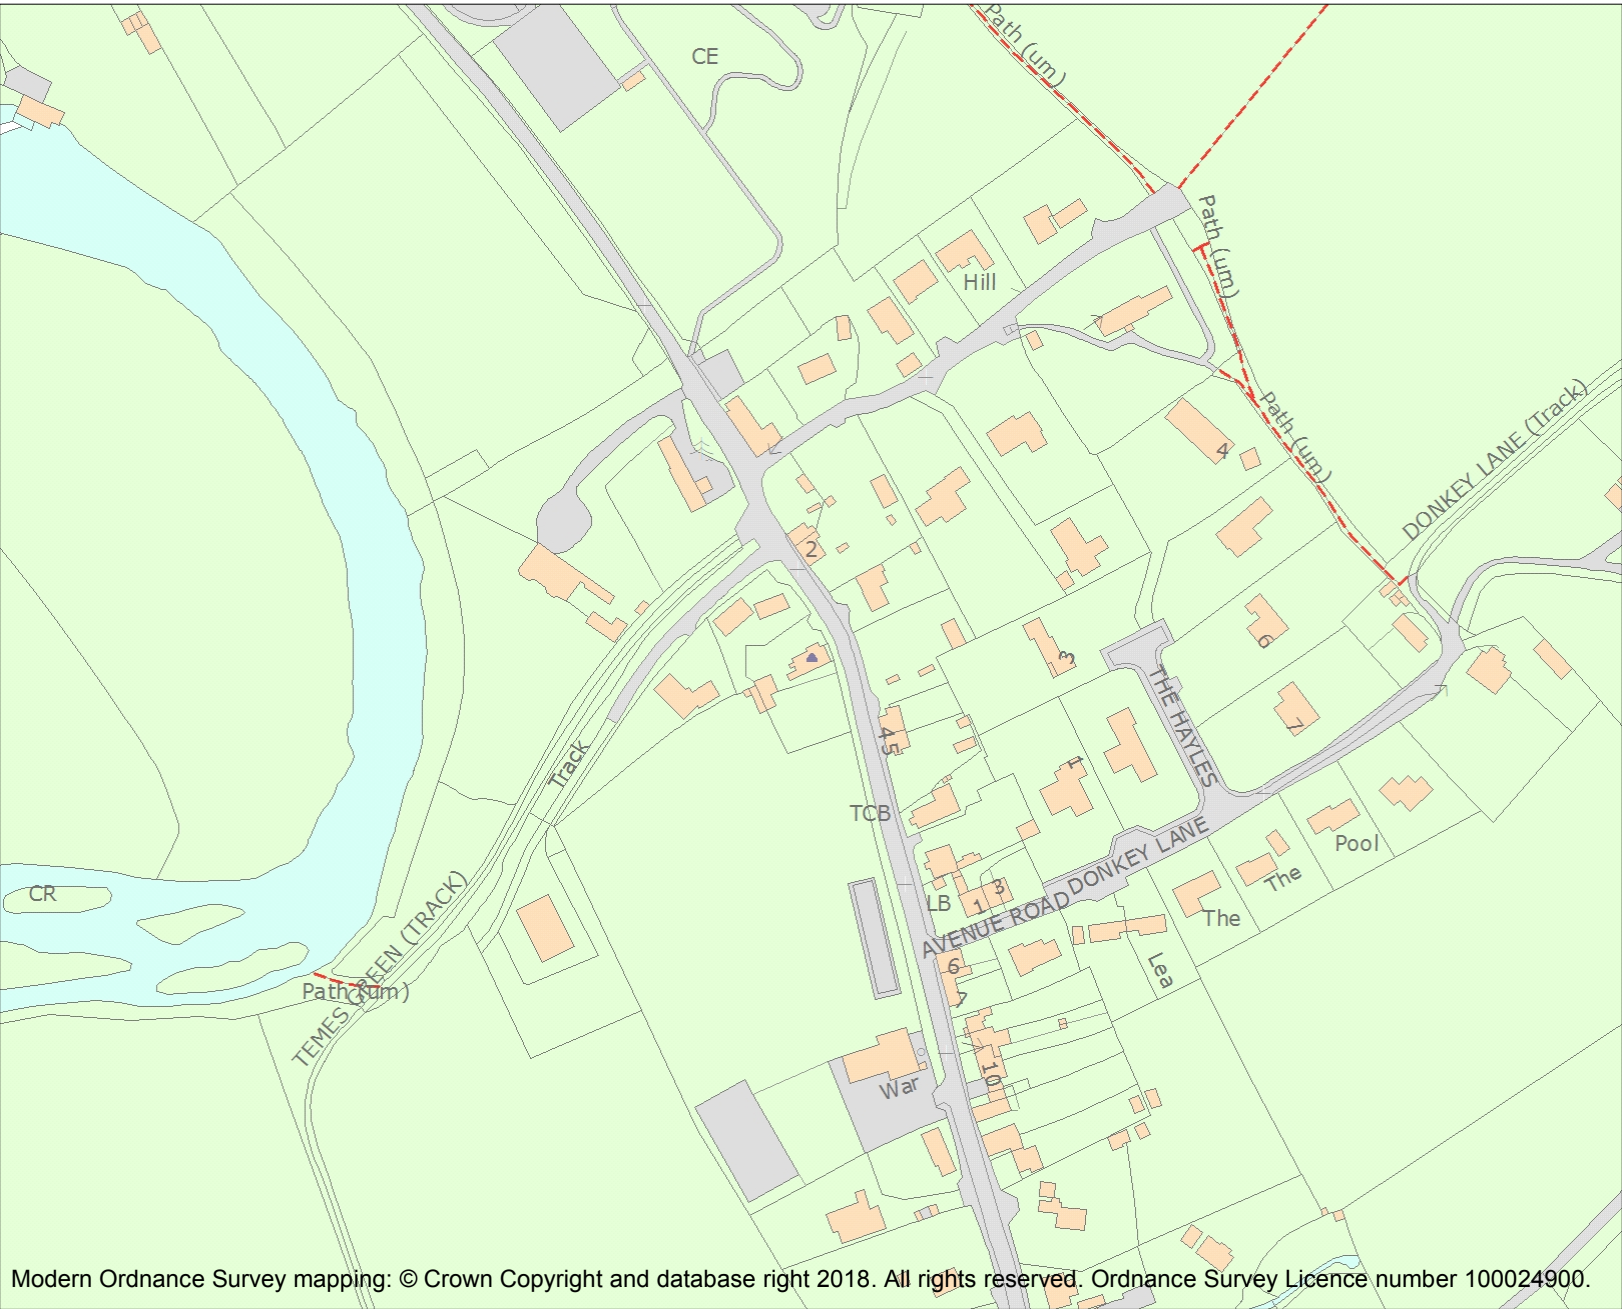 Path (um)
CE
Path (um)
Hill
Path (um)
DONKEY LANE (Track)
4
2
3
6
THE HAYLES
7
45
1
Track
TCB
DONKEY LANE
Pool
The
3
1
LB
AVENUE ROAD
The
CR
6
7
Lea
Path (um)
TEMES GREEN (TRACK)
10
War
Modern Ordnance Survey mapping: © Crown Copyright and database right 2018. All rights reserved. Ordnance Survey Licence number 100024900.